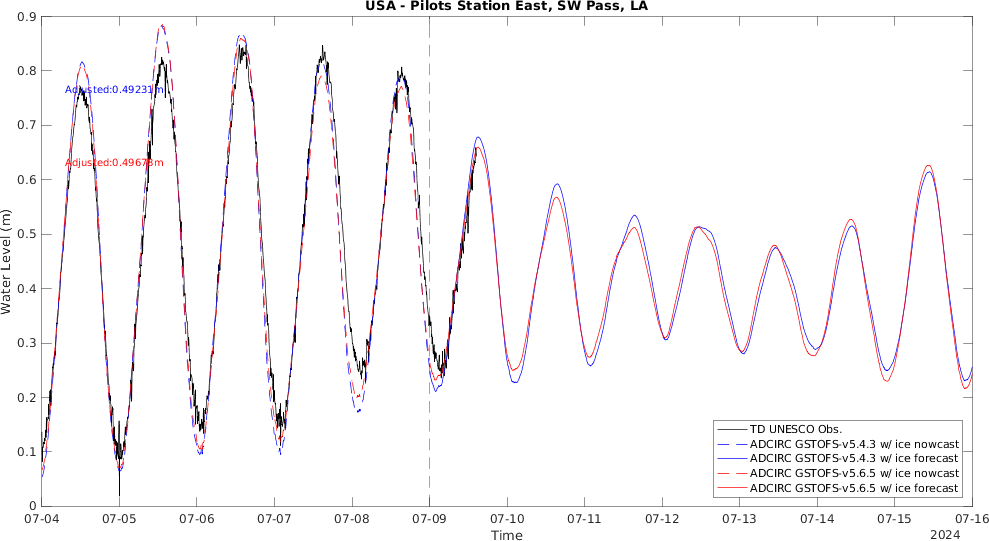 USA - Pilots Station East, SW Pass, LA
0.9
0.8
Adjusted:0.49231m
0.7
Adjusted:0.49673m
0.6
0.5
Water Level (m)
0.4
0.3
0.2
0.1
0
TD UNESCO Obs.
ADCIRC GSTOFS-v5.4.3 w/ ice nowcast
ADCIRC GSTOFS-v5.4.3 w/ ice forecast
ADCIRC GSTOFS-v5.6.5 w/ ice nowcast
ADCIRC GSTOFS-v5.6.5 w/ ice forecast
07-04 07-05 07-06 07-07 07-08 07-09 07-10 07-11 07-12 07-13 07-14 07-15 07-16
Time
2024